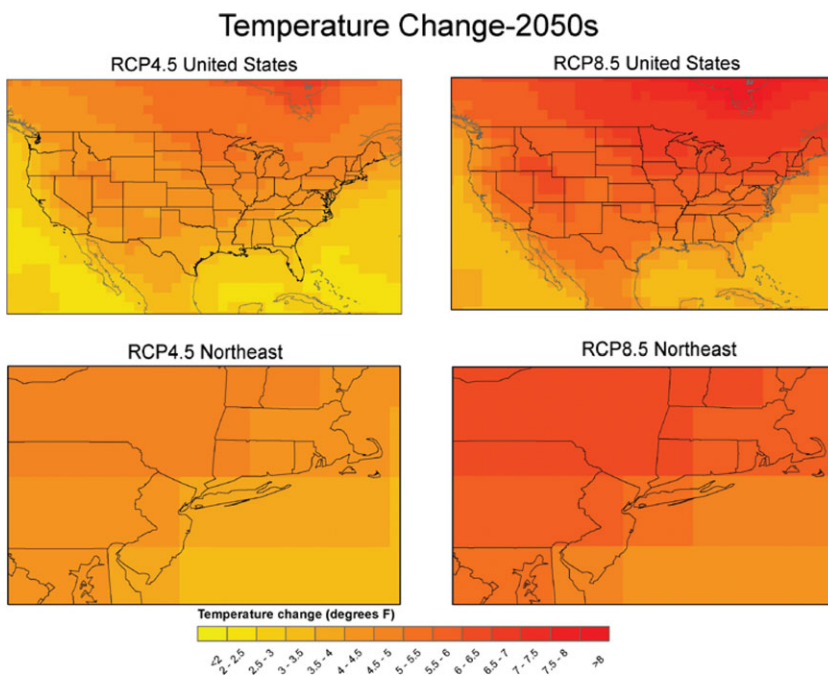 Temperature Change-2050s
RCP4.5 United States
RCP8.5 United States
RCP4.5 Northeast
RCP8.5 Northeast
Temperature change (degrees F)
<2
2 - 2.5
2.5 - 3
3 - 3.5
3.5 - 4
4 - 4.5
4.5 - 5
5 - 5.5
5.5 - 6
6 - 6.5
6.5 - 7
7 - 7.5
7.5 - 8
>8